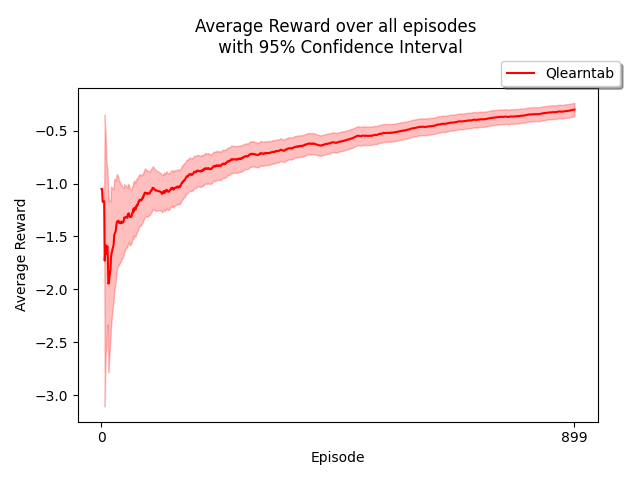 Average Reward over all episodes
with 95% Confidence Interval
Qlearntab
Average Reward
−0.5
−1.0
−1.5
−2.0
−2.5
−3.0
0
899
Episode